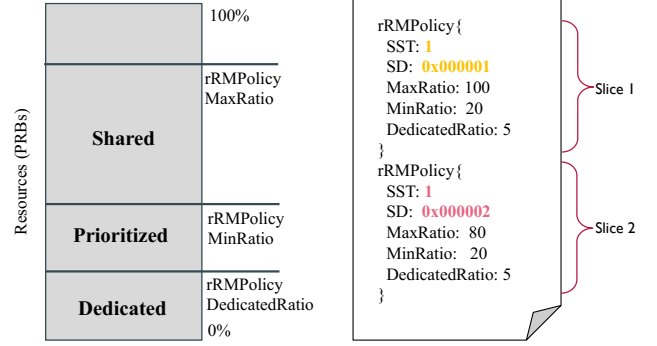 Resources (PRBs)
100%
rRMPolicy
MaxRatio
Shared
rRMPolicy
MinRatio
Prioritized
rRMPolicy
DedicatedRatio
Dedicated
0%
rRMPolicy{
SST: 1
SD: 0x000001
MaxRatio: 100
MinRatio: 20
DedicatedRatio: 5
}
Slice 1
rRMPolicy{
SST: 1
SD: 0x000002
MaxRatio: 80
MinRatio: 20
DedicatedRatio: 5
}
Slice 2